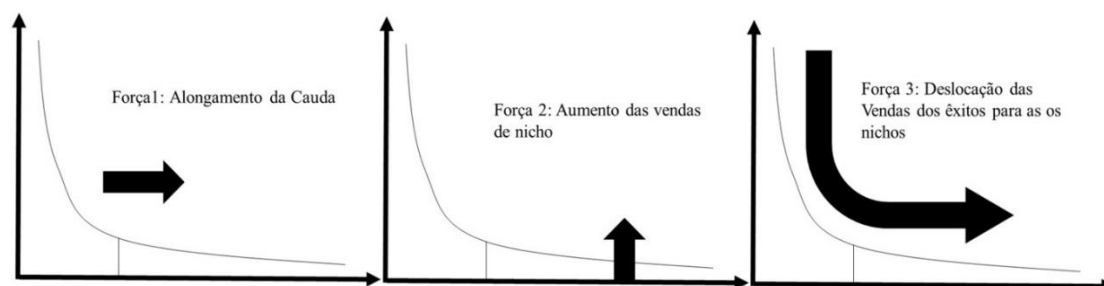 Força1: Alongamento da Cauda
Força 2: Aumento das vendas
de nicho
Força 3: Deslocação das
Vendas dos êxitos para as os
nichos